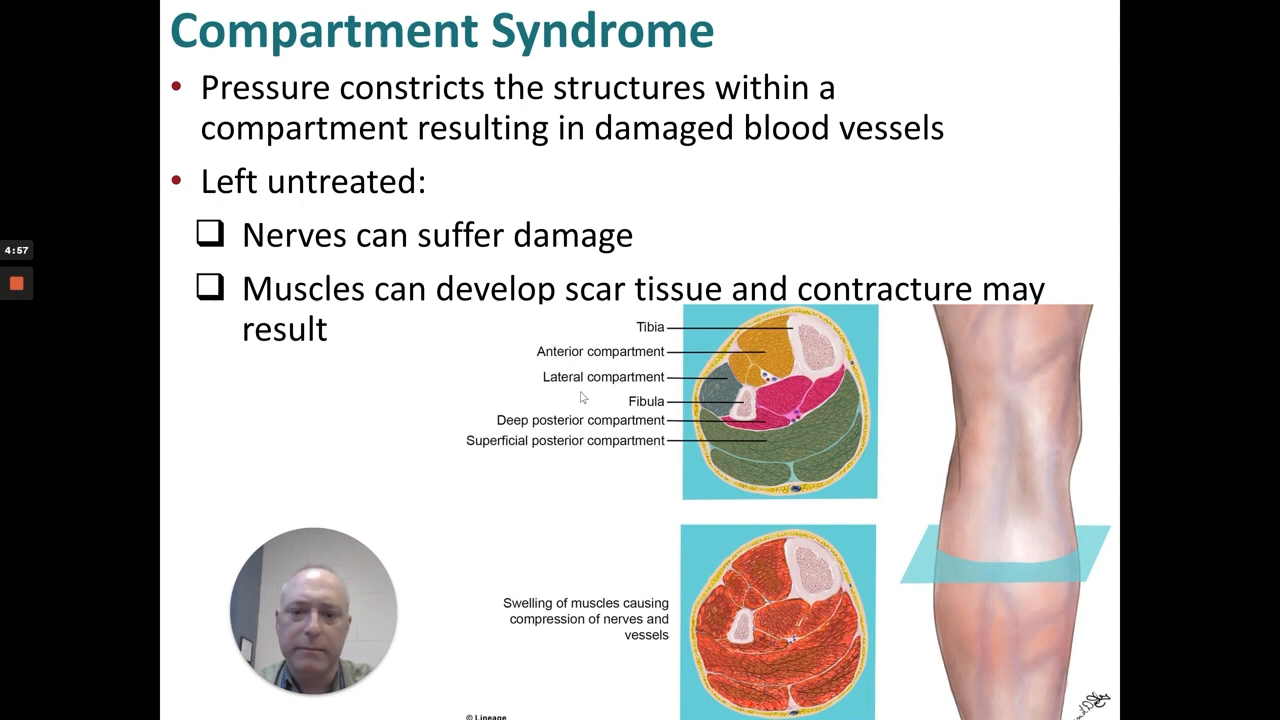 Compartment Syndrome
• Pressure constricts the structures within a
compartment resulting in damaged blood vessels
• Left untreated:
❑ Nerves can suffer damage
❑ Muscles can develop scar tissue and contracture may
result
4:57
Tibia
Anterior compartment
Lateral compartment
Fibula
Deep posterior compartment
Superficial posterior compartment
Swelling of muscles causing
compression of nerves and
vessels
© Lineage